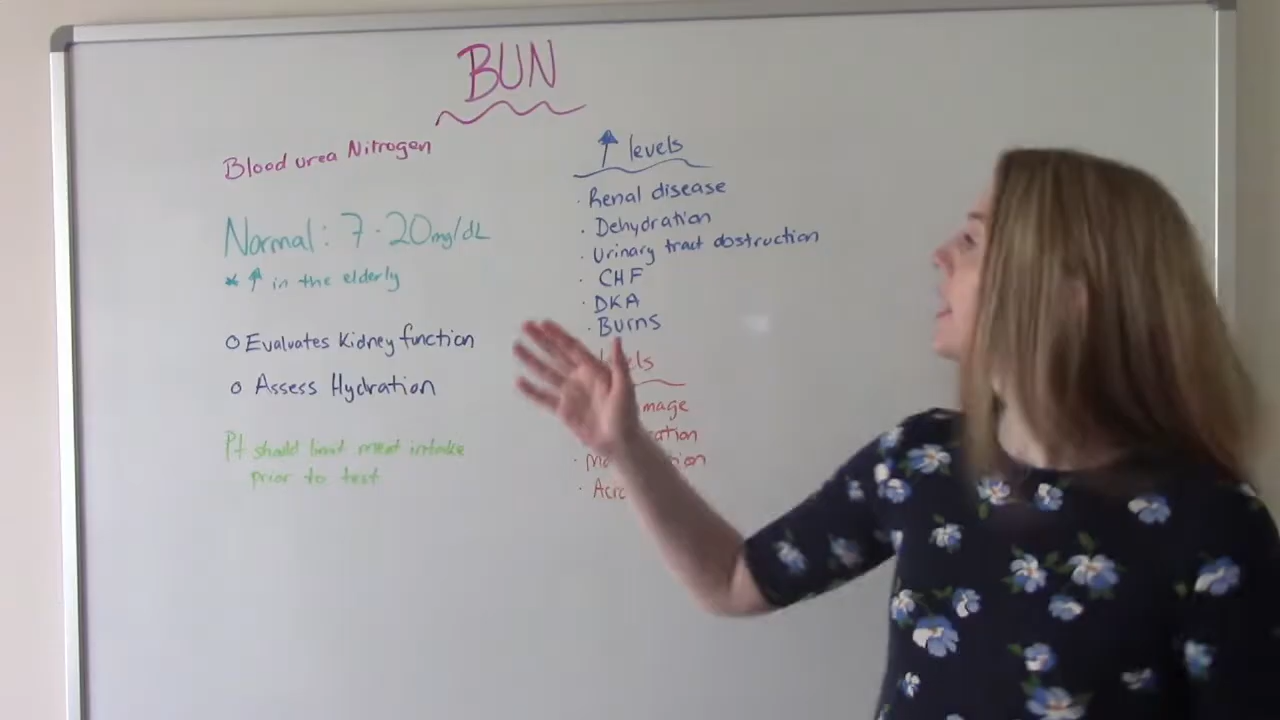 BUN
Blood urea Nitrogen
Normal: 7-20mg/dL
* ↑ in the elderly
Evaluates Kidney function
Assess Hydration
Pt should limit meat intake
prior to test
↑ levels
· Renal disease
· Dehydration
· Urinary tract obstruction
· CHF
· DKA
· Burns